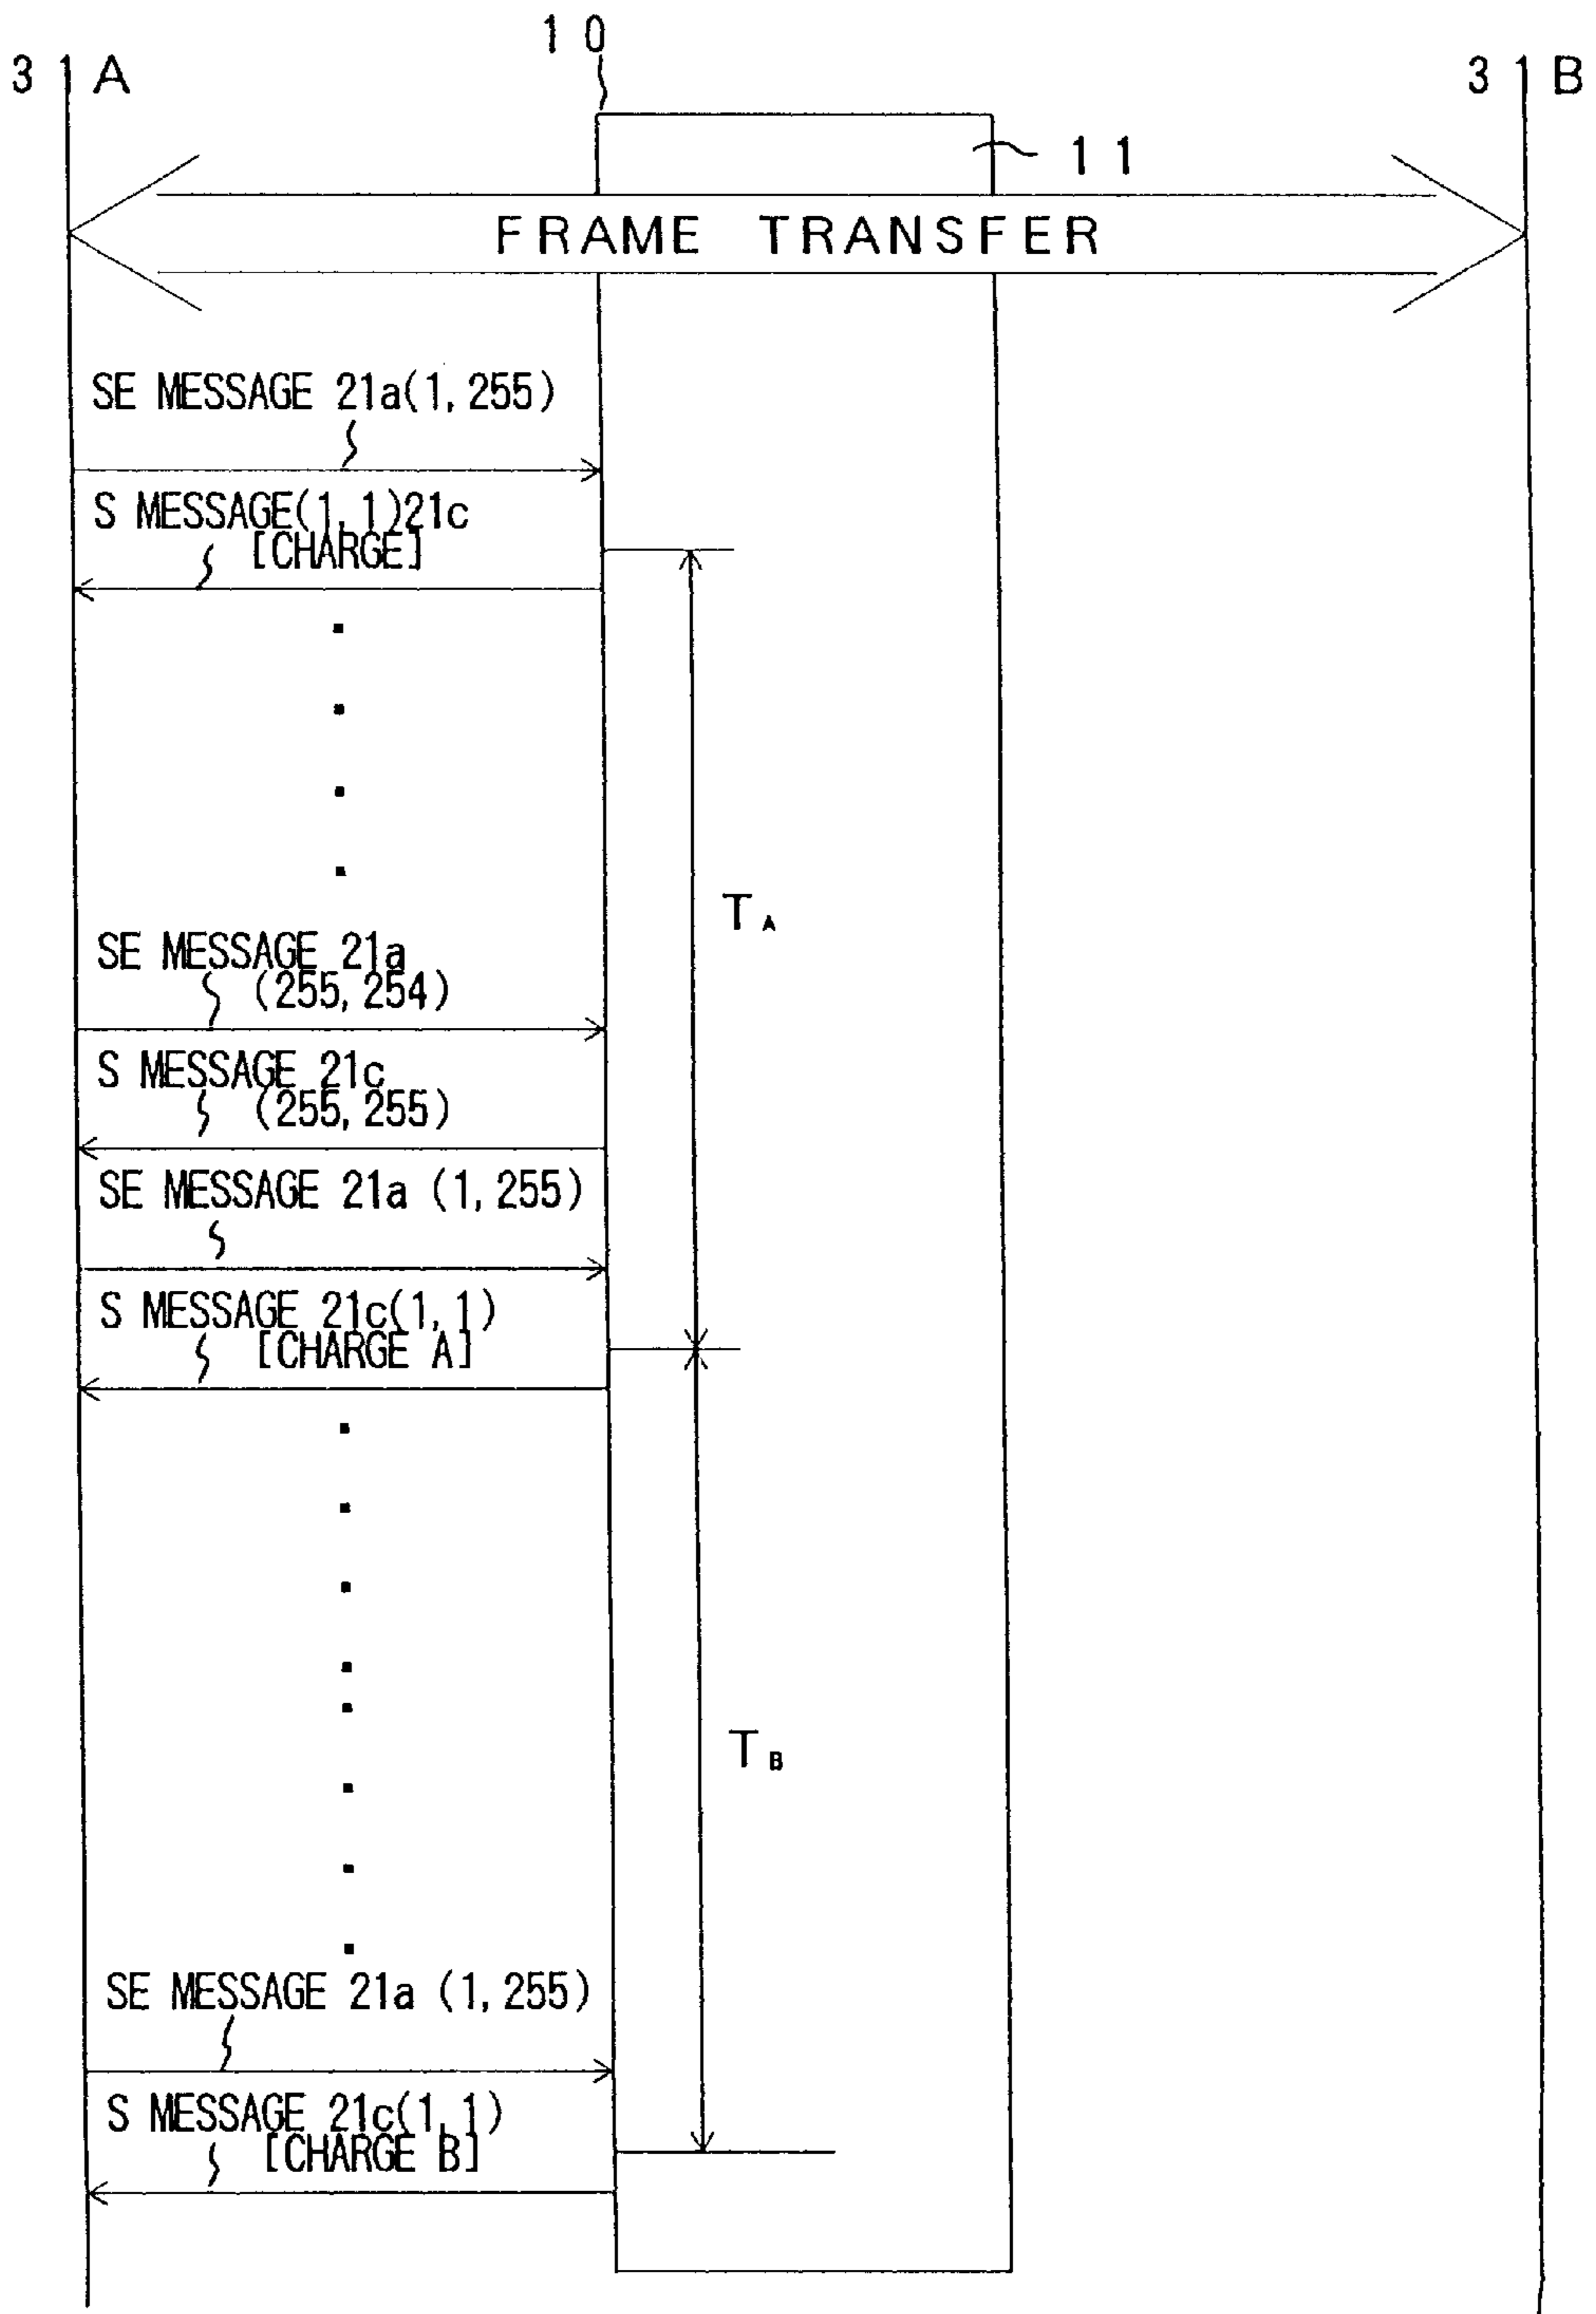 10
31A
31B
11
FRAME TRANSFER
SE MESSAGE 21a(1,255)
S MESSAGE(1,1)21c
[CHARGE]
TA
SE MESSAGE 21a
(255,254)
S MESSAGE 21c
(255,255)
SE MESSAGE 21a (1,255)
S MESSAGE 21c(1,1)
[CHARGE A]
TB
SE MESSAGE 21a (1,255)
S MESSAGE 21c(1,1)
[CHARGE B]